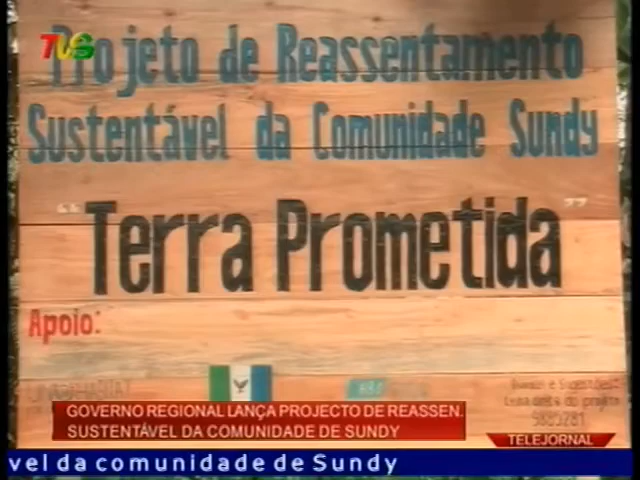 TVS
Projeto de Reassentamento
Sustentável da Comunidade Sundy
"Terra Prometida"
Apoio:
GOVERNO REGIONAL LANÇA PROJECTO DE REASSEN.
SUSTENTÁVEL DA COMUNIDADE DE SUNDY
TELEJORNAL
vel da comunidade de Sundy